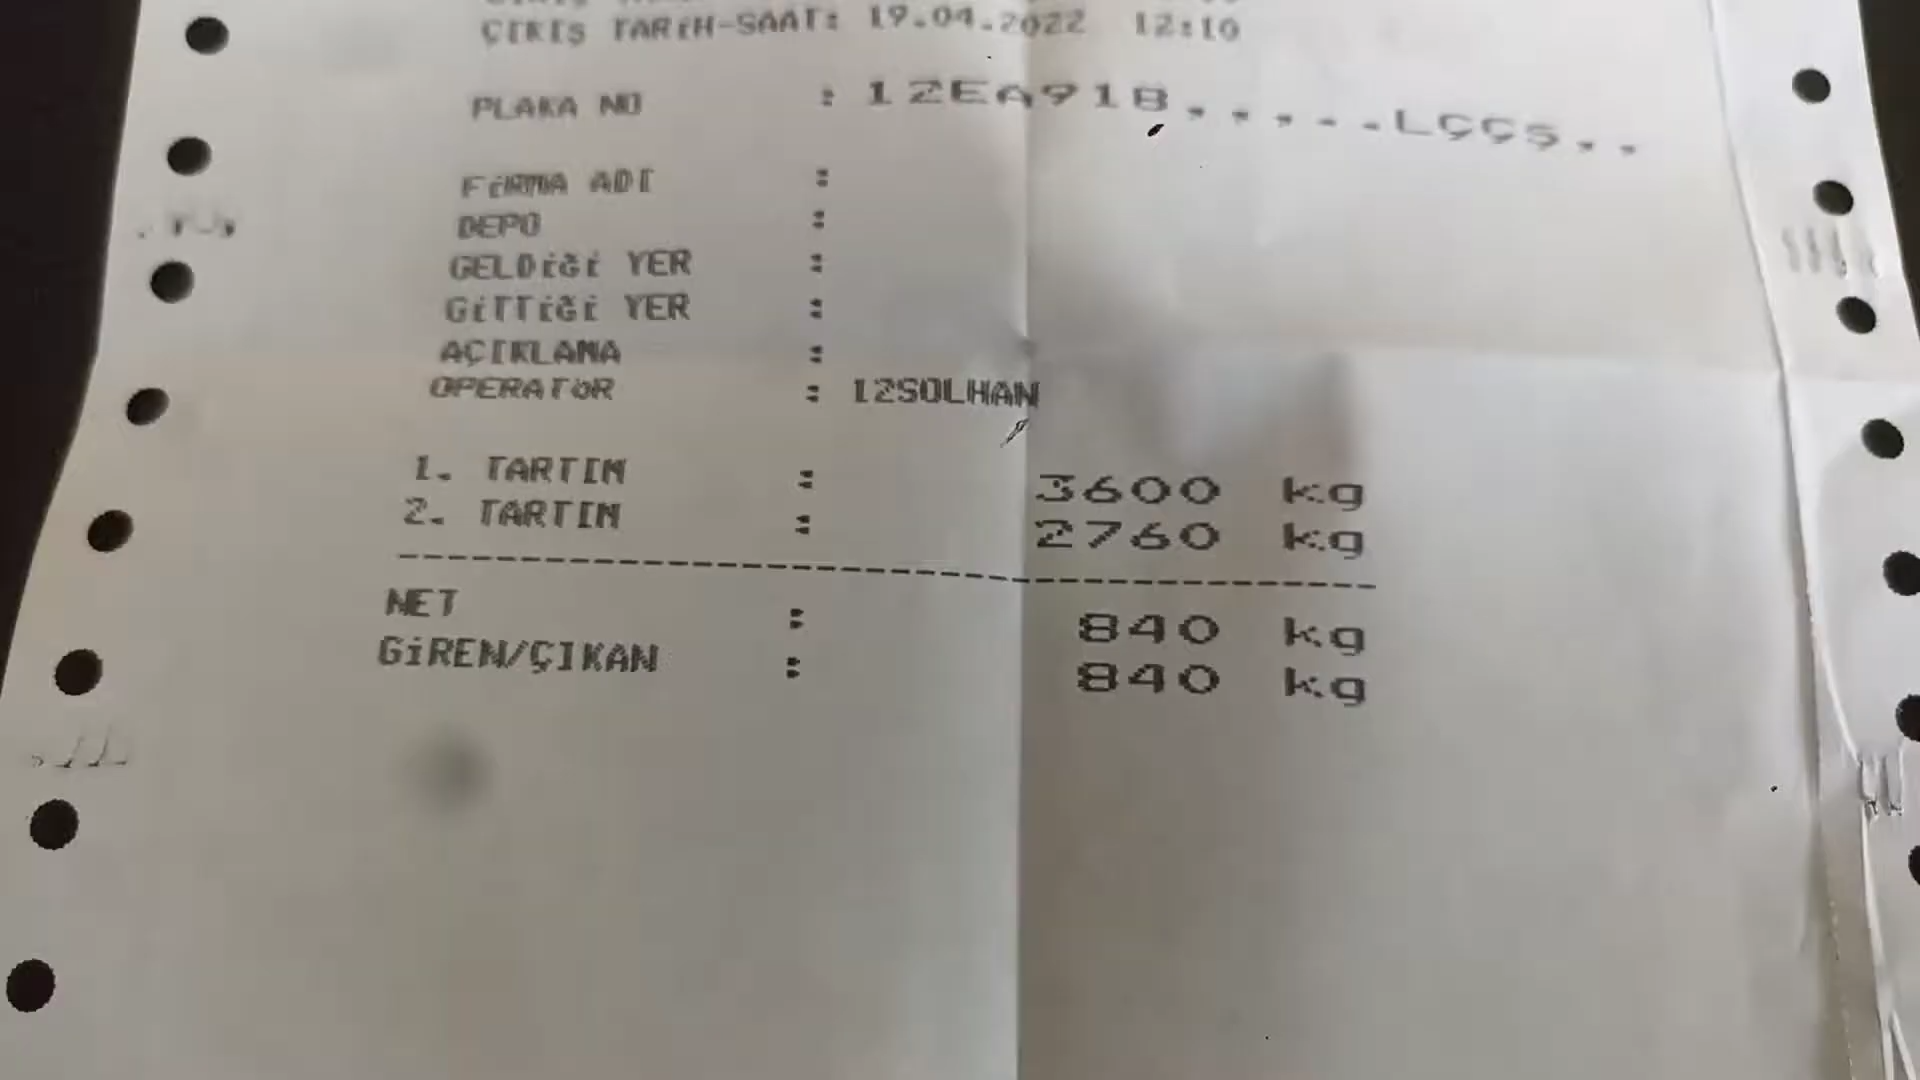 ÇIKIŞ TARİH-SAAT: 19.04.2022 12:10
PLAKA NO : 12EA918,,,,--LÇÇŞ,,
FİRMA ADI :
DEPO :
GELDİĞİ YER :
GİTTİĞİ YER :
AÇIKLAMA :
OPERATÖR : 12SOLHAN
1. TARTIM : 3600 kg
2. TARTIM : 2760 kg
NET : 840 kg
GİREN/ÇIKAN : 840 kg